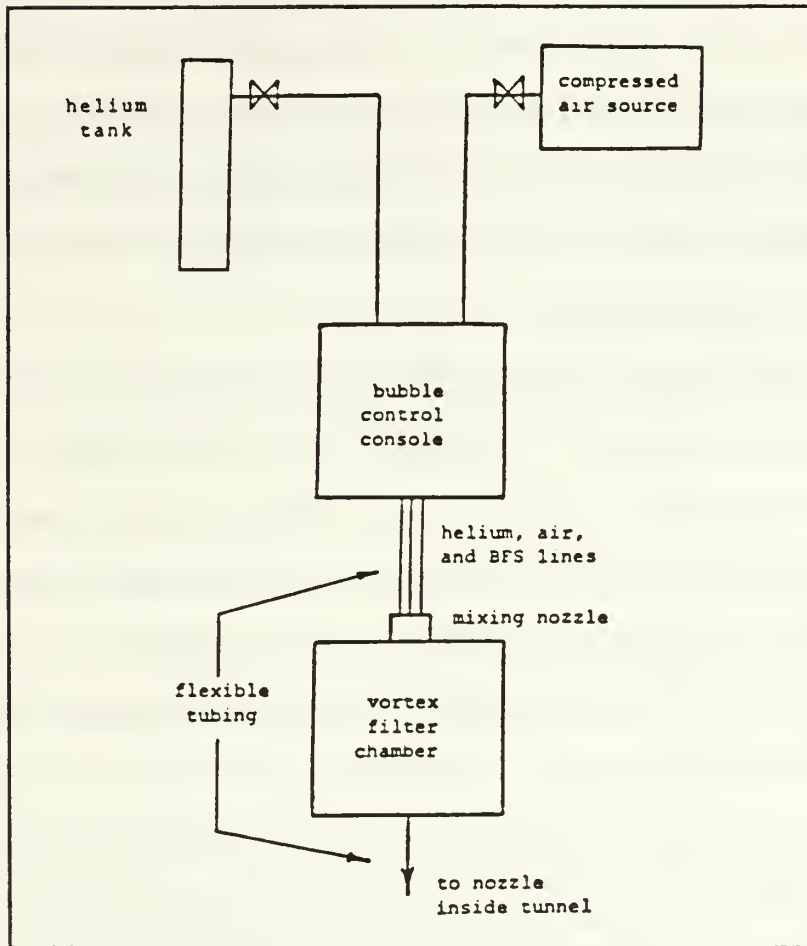 helium
tank
compressed
air source
bubble
control
console
helium, air,
and BFS lines
mixing nozzle
flexible
tubing
vortex
filter
chamber
to nozzle
inside tunnel